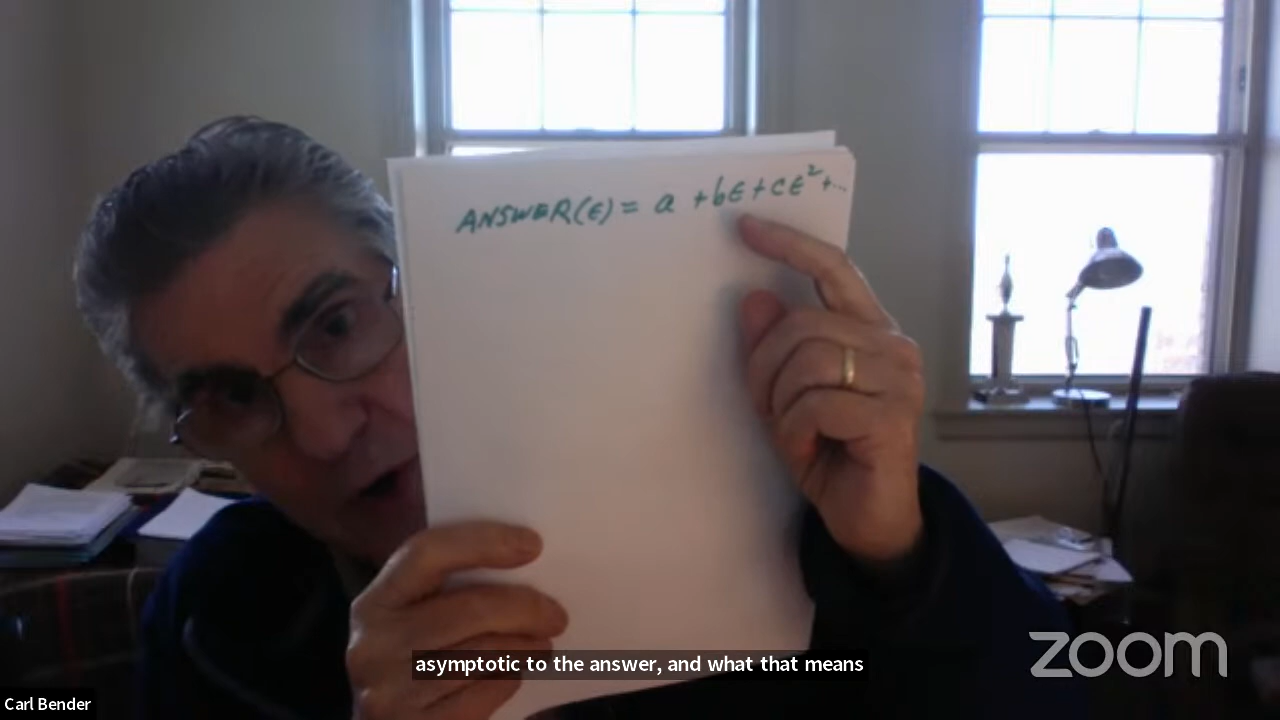 ANSWER(ε) = a + bε + cε² + ...
asymptotic to the answer, and what that means
zoom
Carl Bender